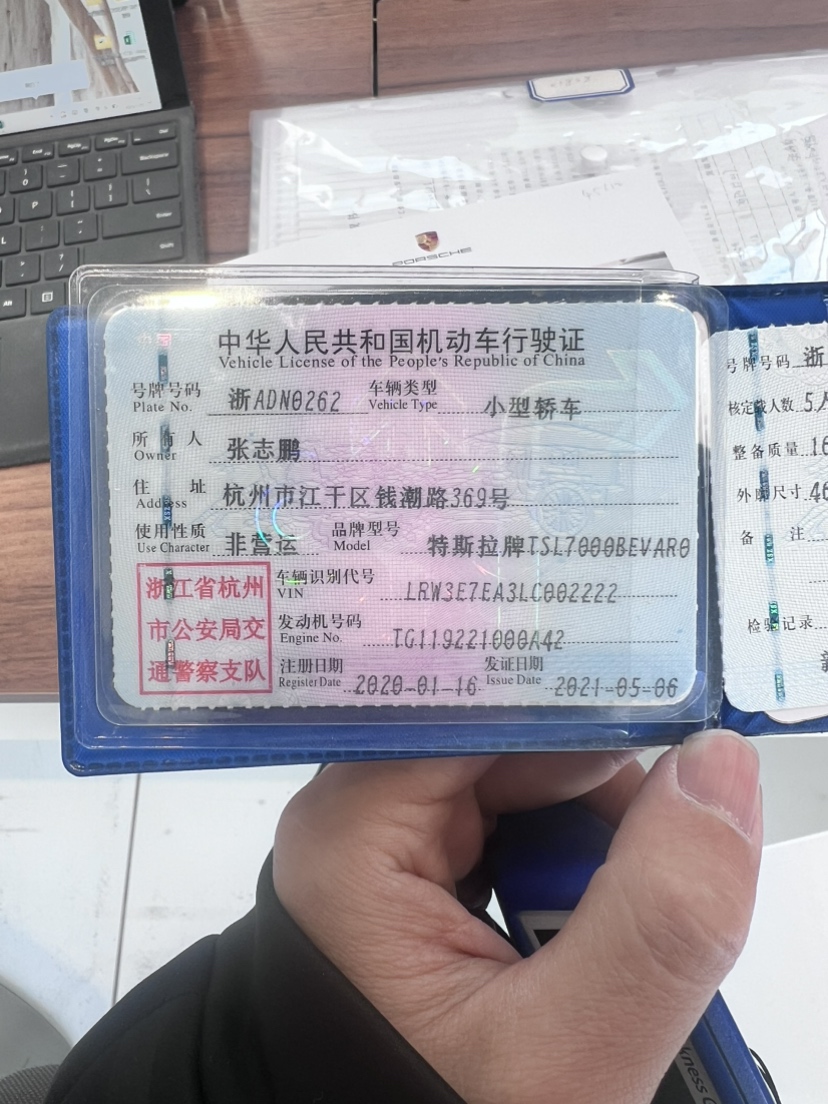 PORSCHE
中华人民共和国机动车行驶证
Vehicle License of the People's Republic of China
号牌号码 浙ADN0262 车辆类型 小型轿车
Plate No. Vehicle Type
所有人 张志鹏
Owner
住址 杭州市江干区钱潮路369号
Address
使用性质 非营运 品牌型号 特斯拉牌TSL7000BEVAR0
Use Character Model
浙江省杭州
市公安局交
通警察支队
车辆识别代号 LRW3E7EA3LC002222
VIN
发动机号码 TG119221000A42
Engine No.
注册日期 2020-01-16 发证日期 2021-05-06
Register Date Issue Date
号牌号码 浙
核定载人数 5人
整备质量 16
外廓尺寸 46
备注
检验记录